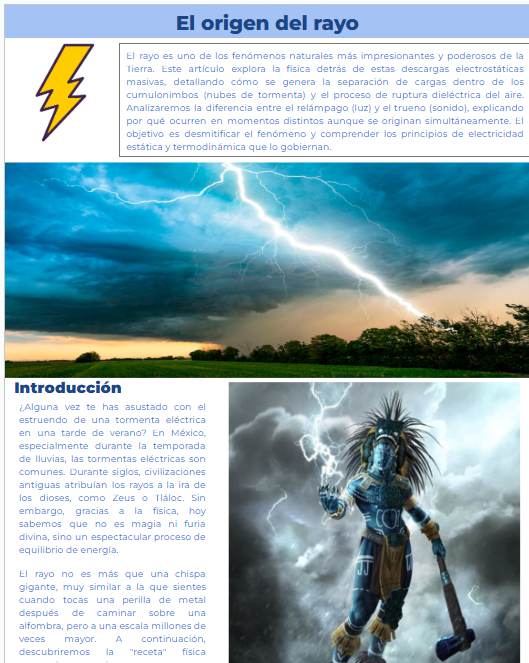 El origen del rayo
El rayo es uno de los fenómenos naturales más impresionantes y poderosos de la
Tierra. Este artículo explora la física detrás de estas descargas electrostáticas
masivas, detallando cómo se genera la separación de cargas dentro de los
cumulonimbos (nubes de tormenta) y el proceso de ruptura dieléctrica del aire.
Analizaremos la diferencia entre el relámpago (luz) y el trueno (sonido), explicando
por qué ocurren en momentos distintos aunque se originan simultáneamente. El
objetivo es desmitificar el fenómeno y comprender los principios de electricidad
estática y termodinámica que lo gobiernan.
Introducción
¿Alguna vez te has asustado con el
estruendo de una tormenta eléctrica
en una tarde de verano? En México,
especialmente durante la temporada
de lluvias, las tormentas eléctricas son
comunes. Durante siglos, civilizaciones
antiguas atribuían los rayos a la ira de
los dioses, como Zeus o Tláloc. Sin
embargo, gracias a la física, hoy
sabemos que no es magia ni furia
divina, sino un espectacular proceso de
equilibrio de energía.
El rayo no es más que una chispa
gigante, muy similar a la que sientes
cuando tocas una perilla de metal
después de caminar sobre una
alfombra, pero a una escala millones de
veces mayor. A continuación,
descubriremos la "receta" física